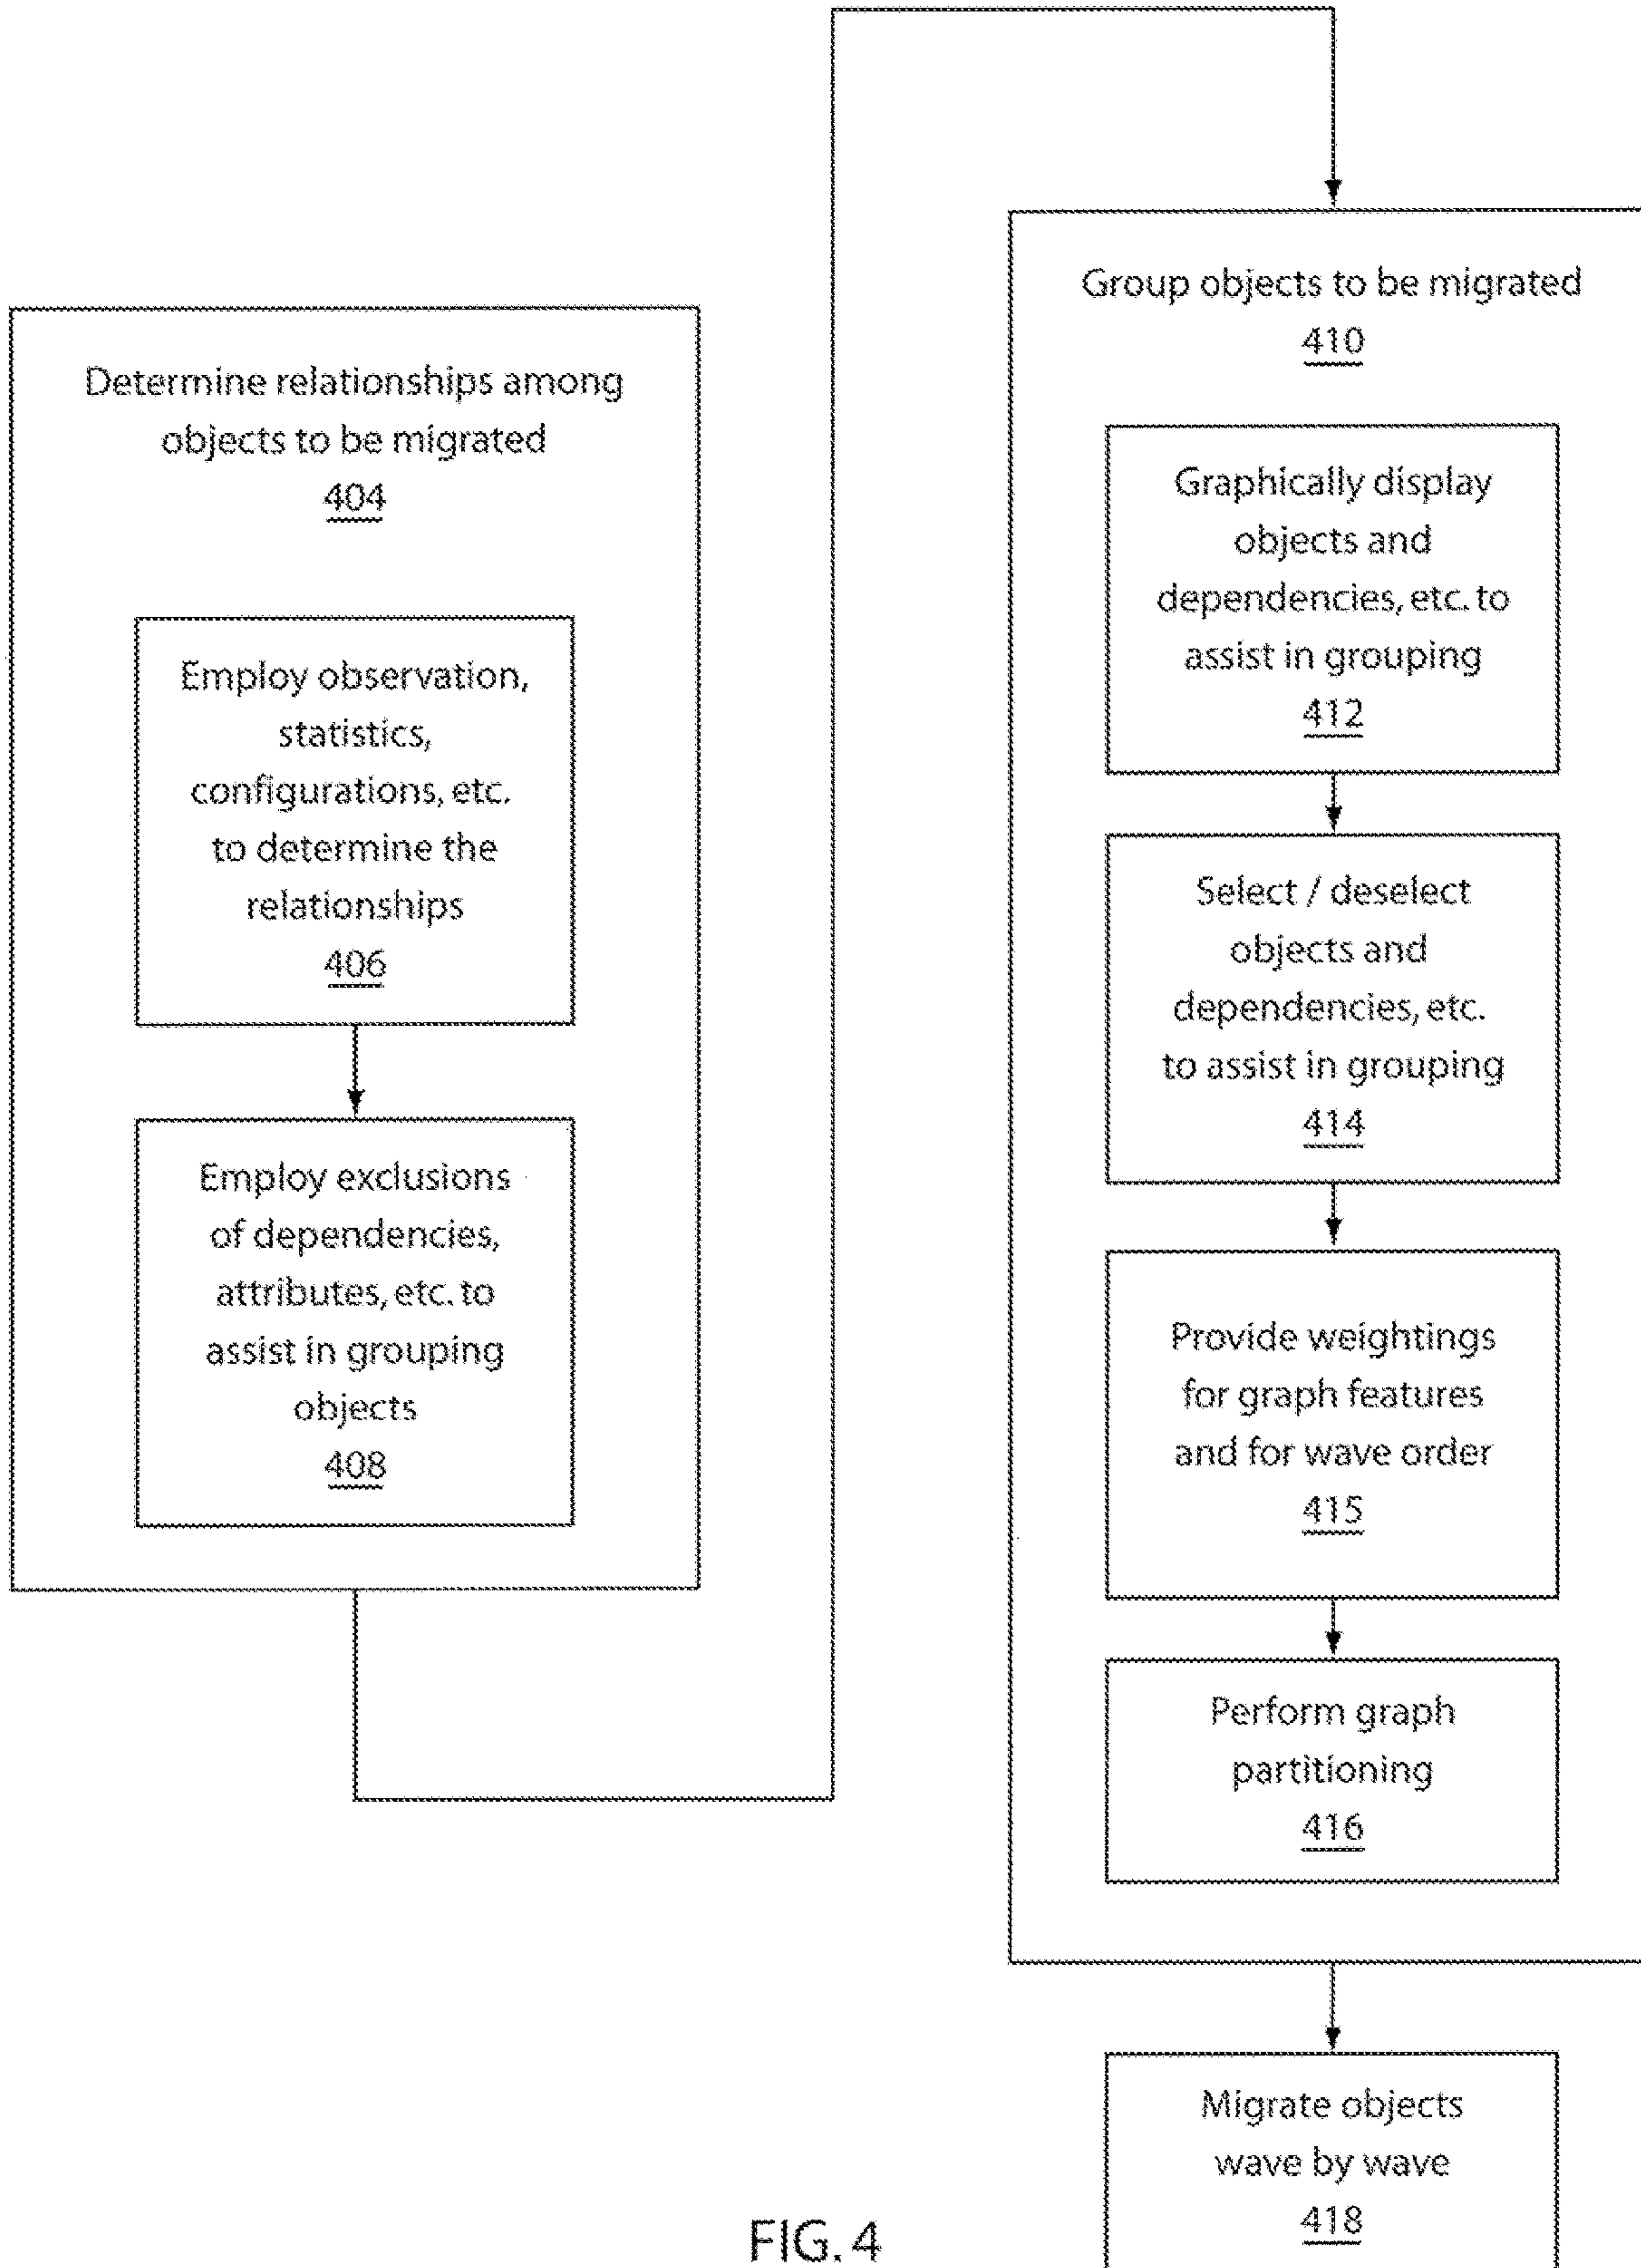 Determine relationships among
objects to be migrated
404
Employ observation,
statistics,
configurations, etc.
to determine the
relationships
406
Employ exclusions
of dependencies,
attributes, etc. to
assist in grouping
objects
408
Group objects to be migrated
410
Graphically display
objects and
dependencies, etc. to
assist in grouping
412
Select / deselect
objects and
dependencies, etc.
to assist in grouping
414
Provide weightings
for graph features
and for wave order
415
Perform graph
partitioning
416
Migrate objects
wave by wave
418
FIG. 4